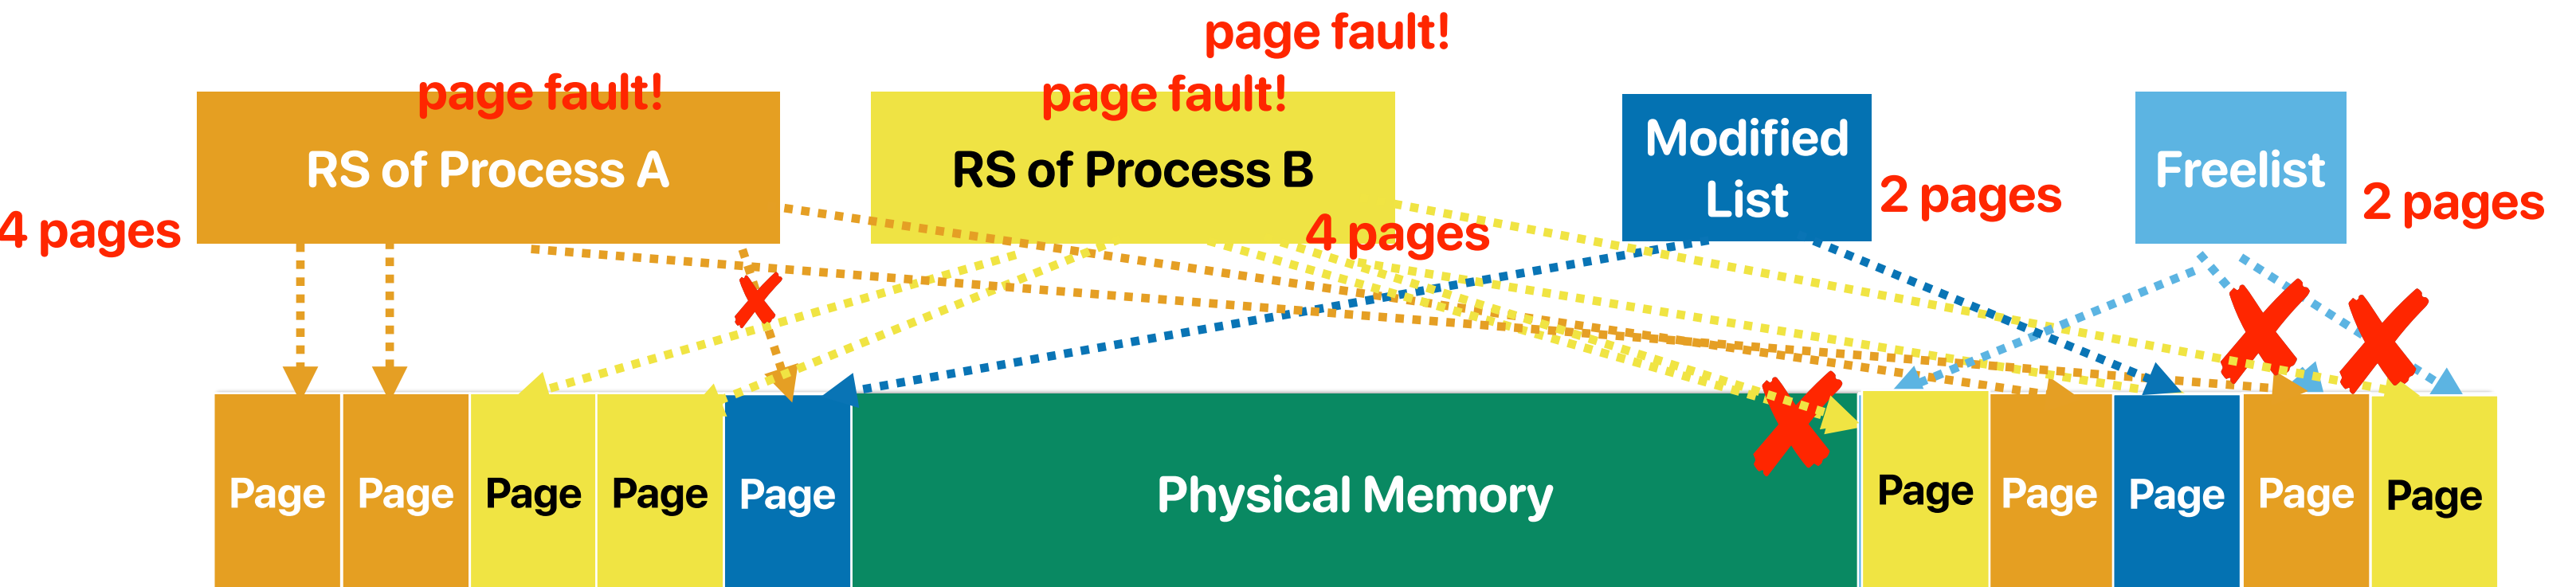 page fault!
page fault!
page fault!
RS of Process A
RS of Process B
Modified
List
Freelist
4 pages
4 pages
2 pages
2 pages
Page
Page
Page
Page
Page
Physical Memory
Page
Page
Page
Page
Page